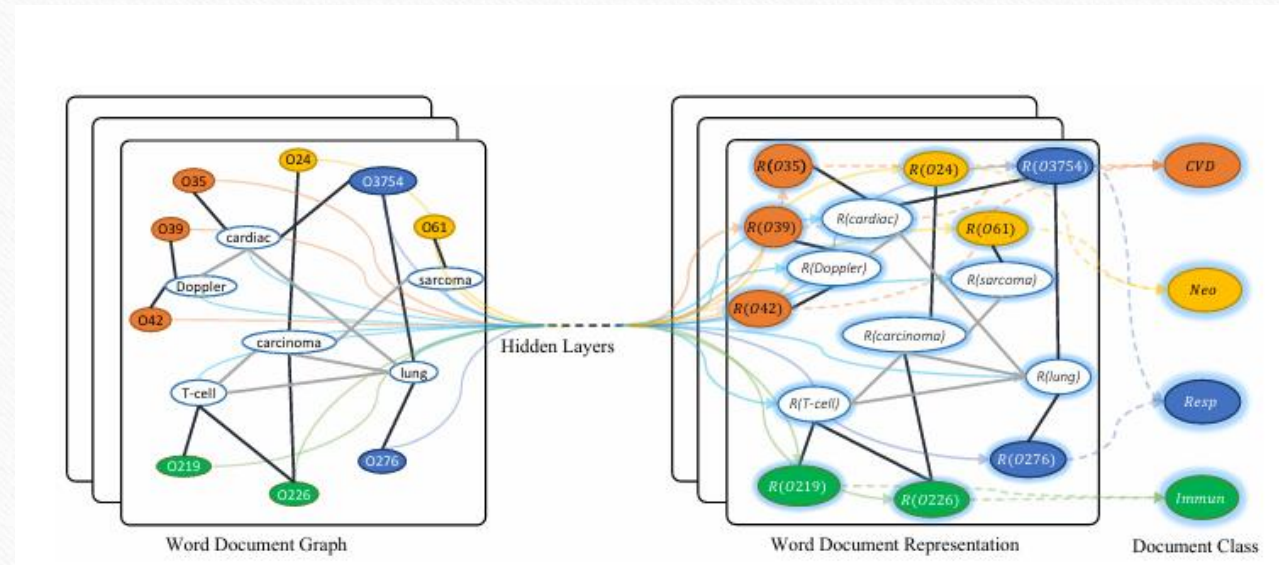 O24
O35
O3754
O39
O61
cardiac
Doppler
sarcoma
O42
carcinoma
lung
T-cell
O219
O276
O226
Word Document Graph
Hidden Layers
R(O35)
R(O24)
R(O3754)
R(O39)
R(cardiac)
R(O61)
R(Doppler)
R(sarcoma)
R(O42)
R(carcinoma)
R(lung)
R(T-cell)
R(O276)
R(O219)
R(O226)
Word Document Representation
CVD
Neo
Resp
Immun
Document Class